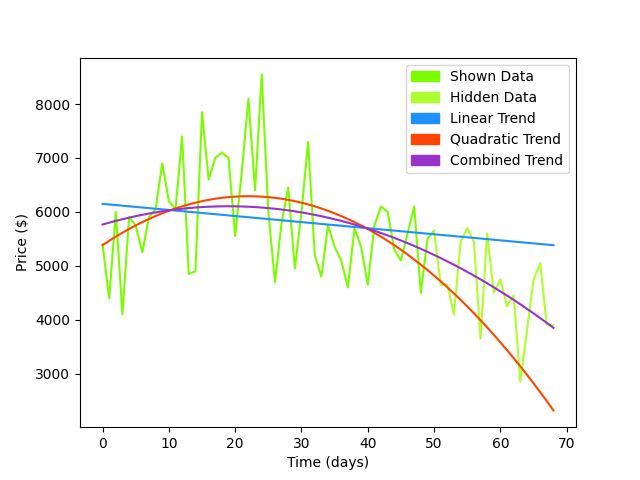 Shown Data
Hidden Data
Linear Trend
Quadratic Trend
Combined Trend
8000
7000
6000
5000
4000
3000
Price ($)
0 10 20 30 40 50 60 70
Time (days)